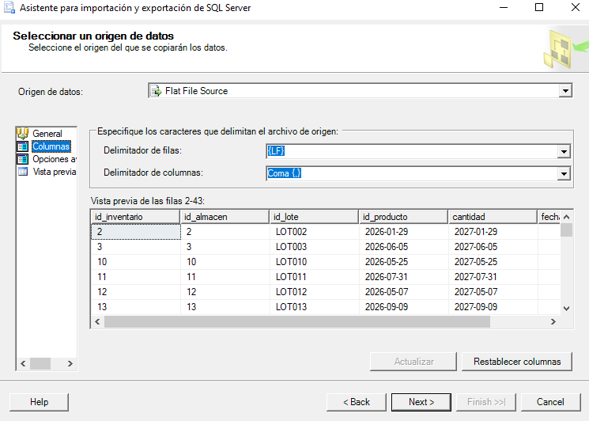 Asistente para importación y exportación de SQL Server
Seleccionar un origen de datos
Seleccione el origen del que se copiarán los datos.
Origen de datos: Flat File Source
General
Columnas
Opciones av
Vista previa
Especifique los caracteres que delimitan el archivo de origen:
Delimitador de filas: {LF}
Delimitador de columnas: Coma {,}
Vista previa de las filas 2-43:
id_inventario id_almacen id_lote id_producto cantidad fecha
2 2 LOT002 2026-01-29 2027-01-29
3 3 LOT003 2026-06-05 2027-06-05
10 10 LOT010 2026-05-25 2027-05-25
11 11 LOT011 2026-07-31 2027-07-31
12 12 LOT012 2026-05-07 2027-05-07
13 13 LOT013 2026-09-09 2027-09-09
Actualizar Restablecer columnas
Help < Back Next > Finish >>| Cancel